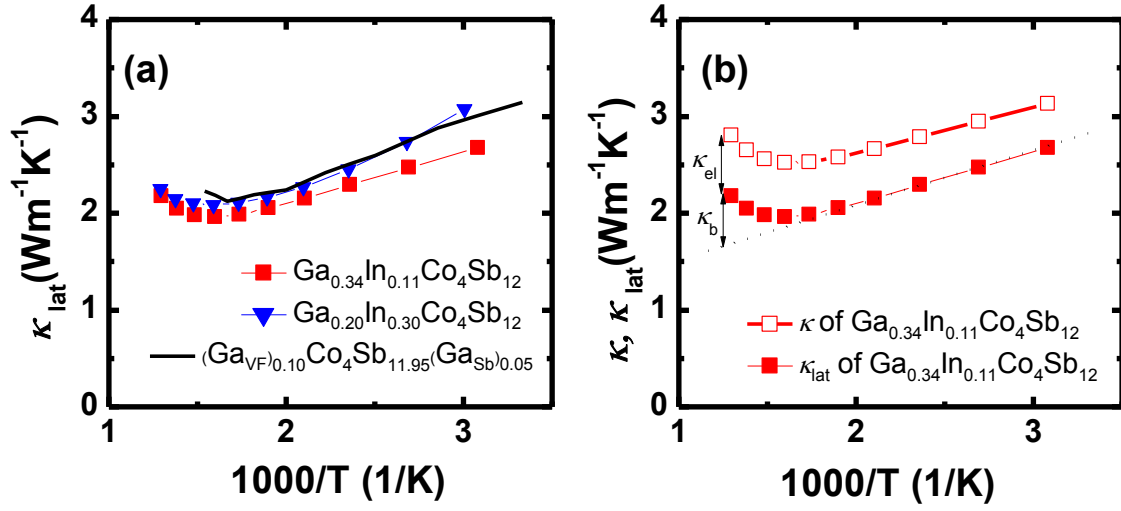 (a)
κ lat(Wm-1K-1)
4
3
2
1
0
1 2 3
1000/T (1/K)
Ga0.34In0.11Co4Sb12
Ga0.20In0.30Co4Sb12
(GaVF)0.10Co4Sb11.95(GaSb)0.05
(b)
κ, κ lat(Wm-1K-1)
4
3
2
1
0
κel
κb
1 2 3
1000/T (1/K)
κ of Ga0.34In0.11Co4Sb12
κlat of Ga0.34In0.11Co4Sb12